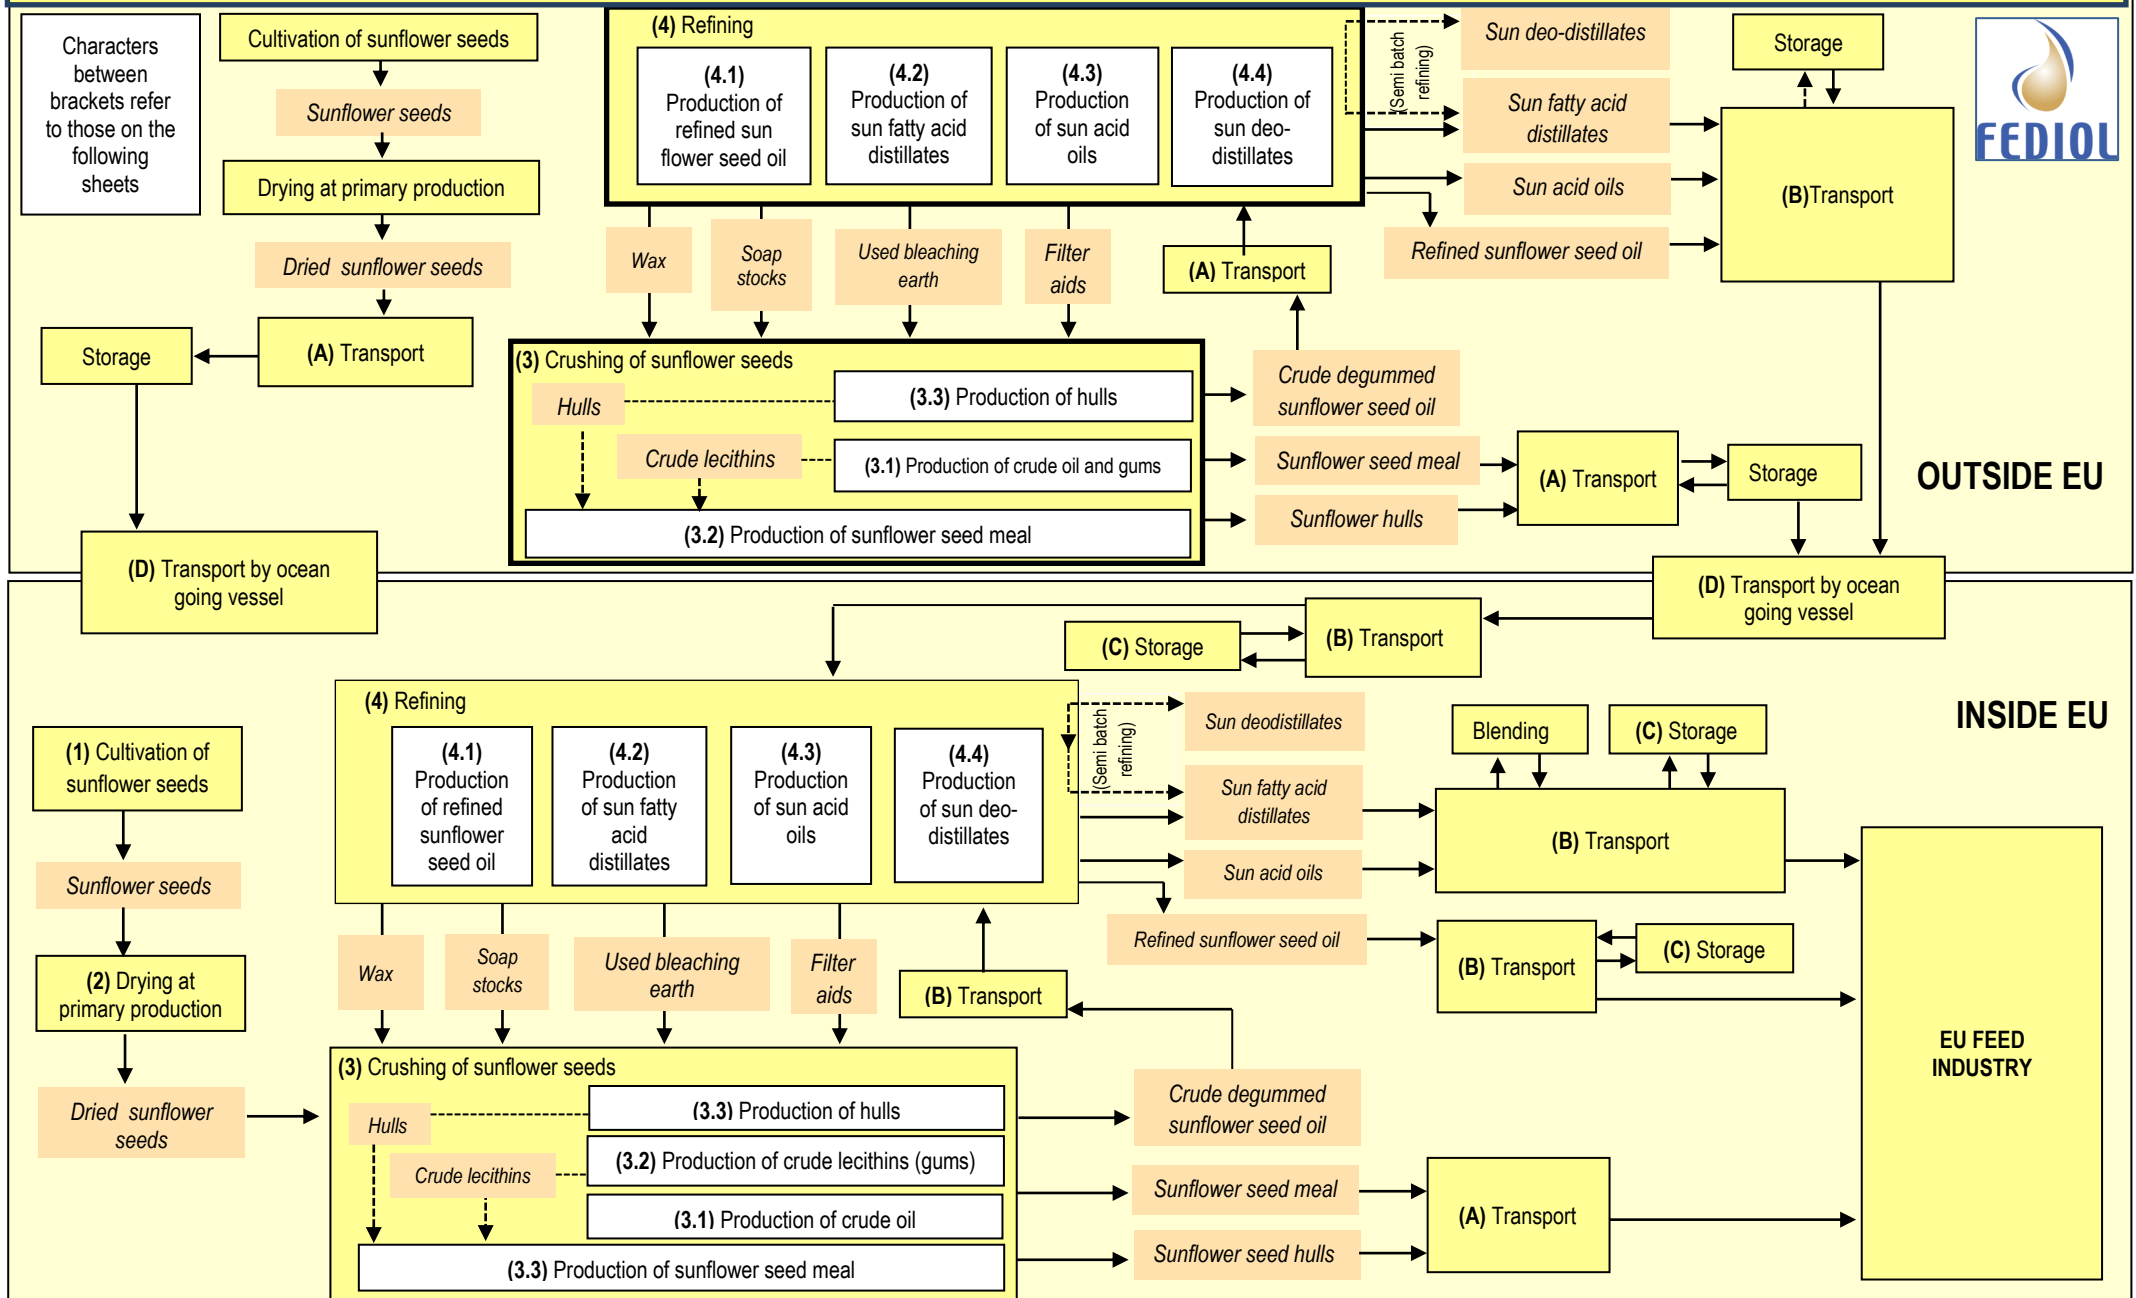 Characters
between
brackets refer
to those on the
following
sheets
Cultivation of sunflower seeds
Sunflower seeds
Drying at primary production
Dried sunflower seeds
(A) Transport
Storage
(4) Refining
(4.1)
Production of
refined sun
flower seed oil
(4.2)
Production of
sun fatty acid
distillates
(4.3)
Production
of sun acid
oils
(4.4)
Production of
sun deo-
distillates
(Semi batch
refining)
Sun deo-distillates
Sun fatty acid
distillates
Sun acid oils
Refined sunflower seed oil
Storage
(B)Transport
FEDIOL
Wax
Soap
stocks
Used bleaching
earth
Filter
aids
(A) Transport
(3) Crushing of sunflower seeds
Hulls
(3.3) Production of hulls
Crude lecithins
(3.1) Production of crude oil and gums
(3.2) Production of sunflower seed meal
Crude degummed
sunflower seed oil
Sunflower seed meal
Sunflower hulls
(A) Transport
Storage
OUTSIDE EU
(D) Transport by ocean
going vessel
(D) Transport by ocean
going vessel
(C) Storage
(B) Transport
INSIDE EU
(1) Cultivation of
sunflower seeds
Sunflower seeds
(2) Drying at
primary production
Dried sunflower
seeds
(4) Refining
(4.1)
Production
of refined
sunflower
seed oil
(4.2)
Production
of sun fatty
acid
distillates
(4.3)
Production
of sun acid
oils
(4.4)
Production
of sun deo-
distillates
(Semi batch
refining)
Sun deodistillates
Sun fatty acid
distillates
Sun acid oils
Refined sunflower seed oil
Blending
(C) Storage
(B) Transport
(B) Transport
(C) Storage
Wax
Soap
stocks
Used bleaching
earth
Filter
aids
(B) Transport
(3) Crushing of sunflower seeds
Hulls
(3.3) Production of hulls
Crude lecithins
(3.2) Production of crude lecithins (gums)
(3.1) Production of crude oil
(3.3) Production of sunflower seed meal
Crude degummed
sunflower seed oil
Sunflower seed meal
Sunflower seed hulls
(A) Transport
EU FEED
INDUSTRY